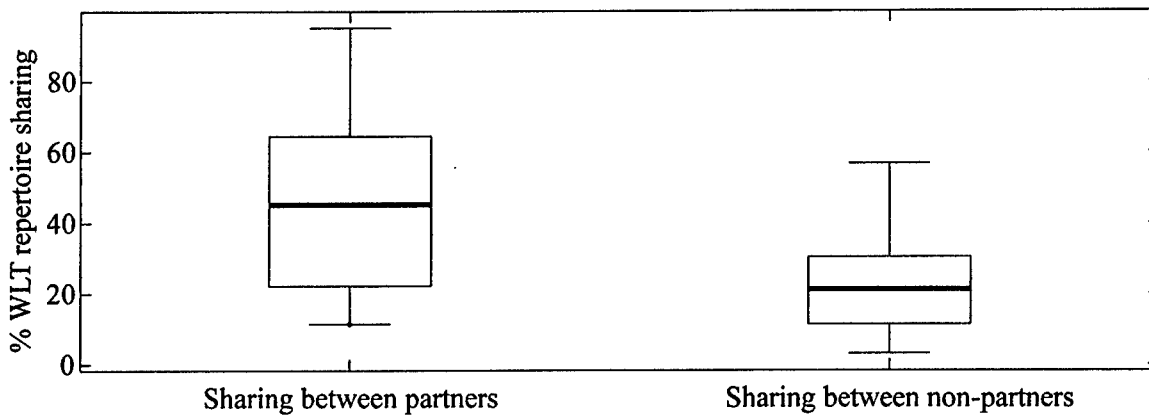 % WLT repertoire sharing
80
60
40
20
0
Sharing between partners
Sharing between non-partners